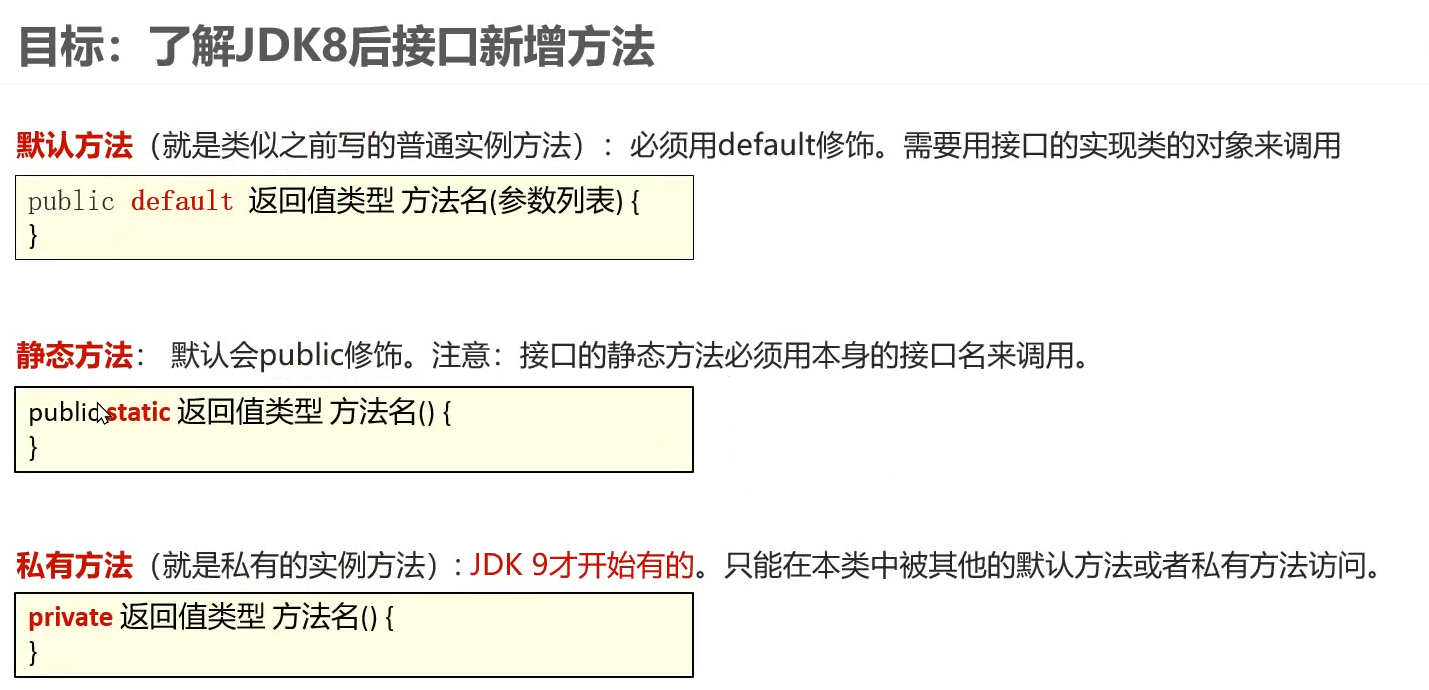 目标：了解JDK8后接口新增方法
默认方法（就是类似之前写的普通实例方法）：必须用default修饰。需要用接口的实现类的对象来调用
public default 返回值类型 方法名(参数列表) {
}
静态方法： 默认会public修饰。注意：接口的静态方法必须用本身的接口名来调用。
public static 返回值类型 方法名() {
}
私有方法（就是私有的实例方法）: JDK 9才开始有的。只能在本类中被其他的默认方法或者私有方法访问。
private 返回值类型 方法名() {
}